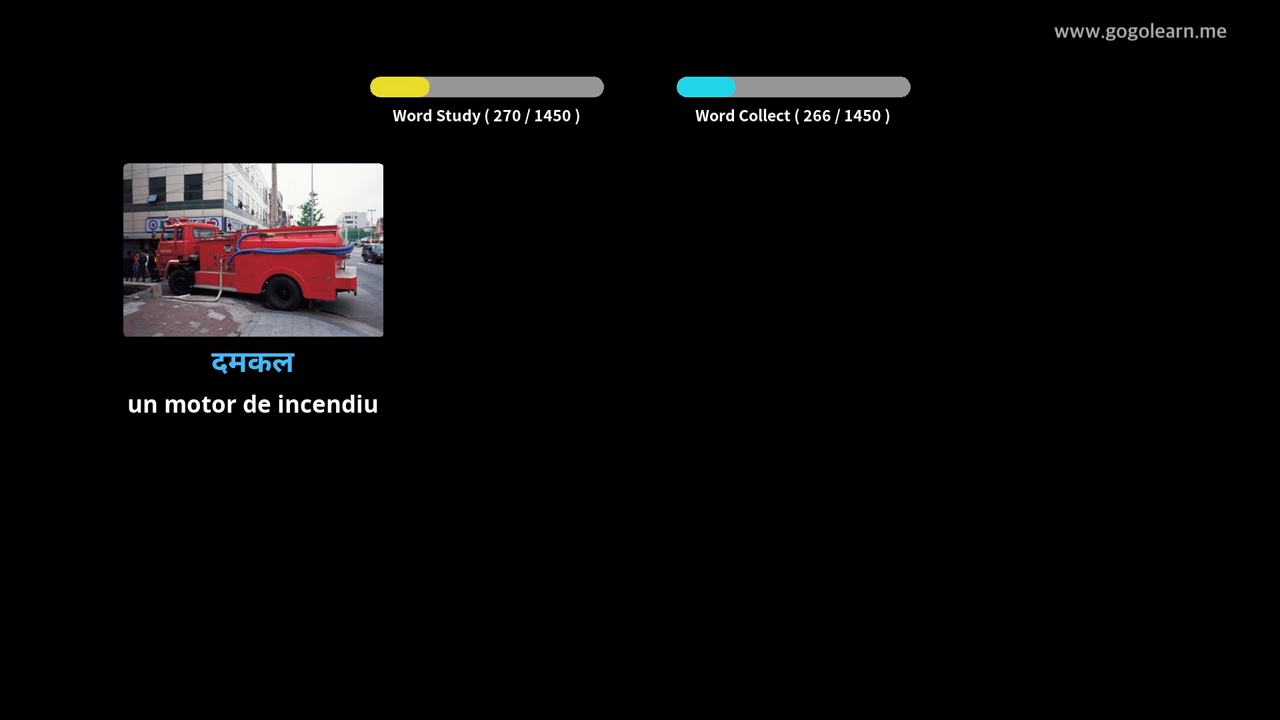 www.gogolearn.me
Word Study ( 270 / 1450 )
Word Collect ( 266 / 1450 )
दमकल
un motor de incendiu